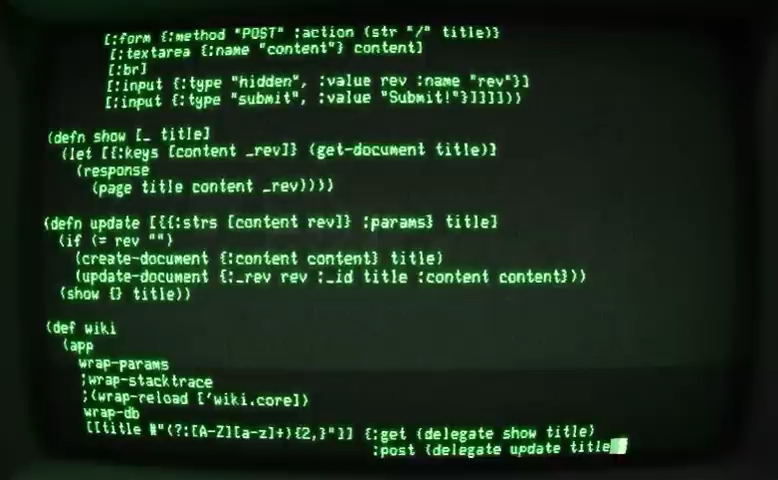 [:form {:method "POST" :action (str "/" title)}
[:textarea {:name "content"} content]
[:br]
[:input {:type "hidden", :value rev :name "rev"}]
[:input {:type "submit", :value "Submit!"}]]]]))
(defn show [_ title]
(let [{:keys [content _rev]} (get-document title)]
(response
(page title content _rev))))
(defn update [{{:strs [content rev]} :params} title]
(if (= rev "")
(create-document {:content content} title)
(update-document {:_rev rev :_id title :content content}))
(show {} title))
(def wiki
(app
wrap-params
;wrap-stacktrace
;(wrap-reload ['wiki.core])
wrap-db
[[title #"(?:[A-Z][a-z]+){2,}"]] {:get (delegate show title)
:post (delegate update title